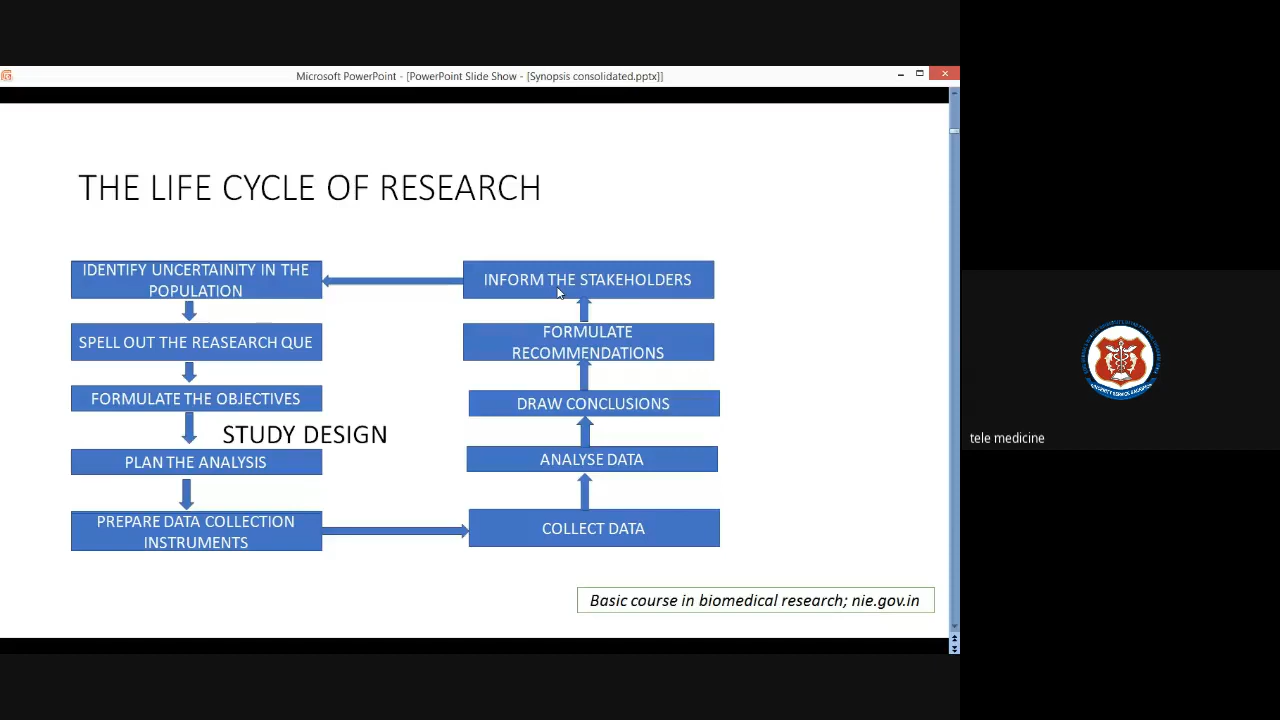 Microsoft PowerPoint - [PowerPoint Slide Show - [Synopsis consolidated.pptx]]
THE LIFE CYCLE OF RESEARCH
IDENTIFY UNCERTAINITY IN THE
POPULATION
SPELL OUT THE REASEARCH QUE
FORMULATE THE OBJECTIVES
STUDY DESIGN
PLAN THE ANALYSIS
PREPARE DATA COLLECTION
INSTRUMENTS
INFORM THE STAKEHOLDERS
FORMULATE
RECOMMENDATIONS
DRAW CONCLUSIONS
ANALYSE DATA
COLLECT DATA
Basic course in biomedical research; nie.gov.in
tele medicine